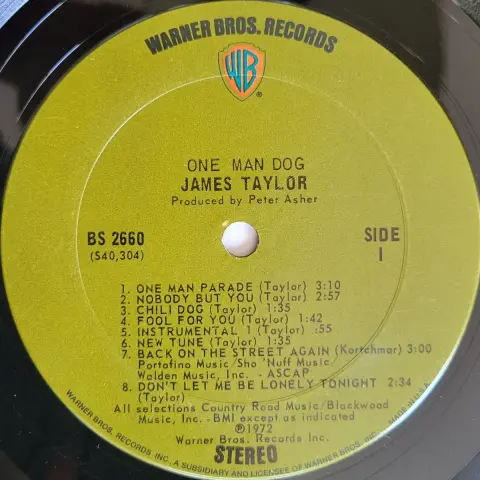 WARNER BROS. RECORDS
WB
®
ONE MAN DOG
JAMES TAYLOR
Produced by Peter Asher
BS 2660
(S40,304)
SIDE
1
1. ONE MAN PARADE (Taylor) 3:10
2. NOBODY BUT YOU (Taylor) 2:57
3. CHILI DOG (Taylor) 1:35
4. FOOL FOR YOU (Taylor) 1:42
5. INSTRUMENTAL 1 (Taylor) :55
6. NEW TUNE (Taylor) 1:35
7. BACK ON THE STREET AGAIN (Kortchmar) 3:00
Portafino Music/Sho 'Nuff Music/
Walden Music, Inc. - ASCAP
8. DON'T LET ME BE LONELY TONIGHT 2:34
(Taylor)
All selections Country Road Music/Blackwood
Music, Inc. - BMI except as indicated
℗1972
Warner Bros. Records Inc.
STEREO
WARNER BROS. RECORDS INC., A SUBSIDIARY AND LICENSEE OF WARNER BROS. INC.
MADE IN U.S.A.